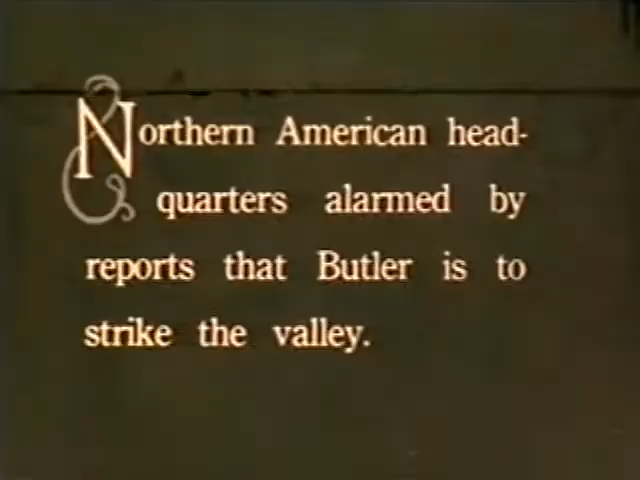 Northern American head-
quarters alarmed by
reports that Butler is to
strike the valley.